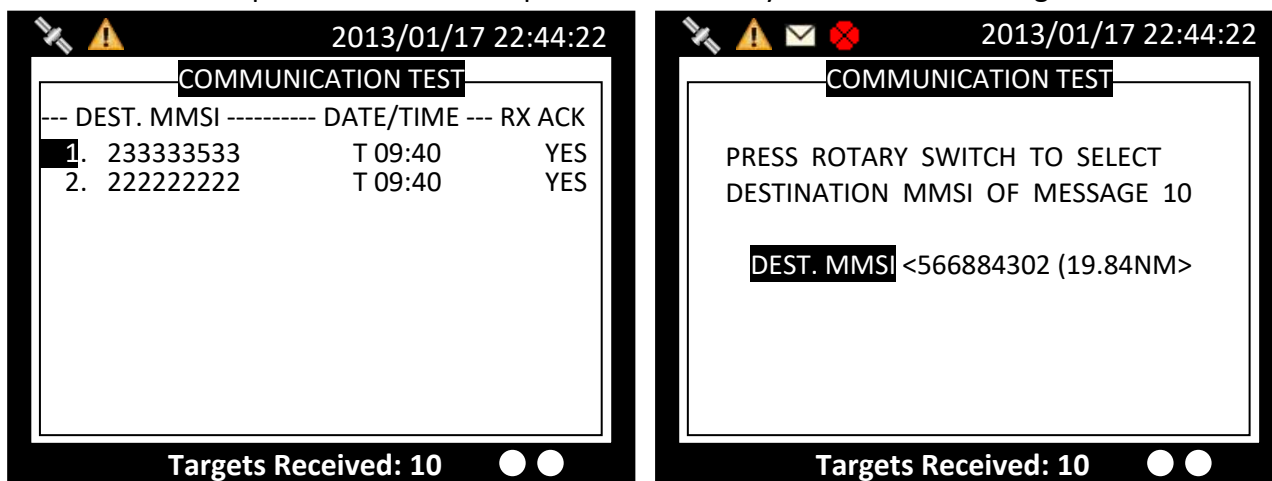 2013/01/17 22:44:22
COMMUNICATION TEST
--- DEST. MMSI ---------- DATE/TIME --- RX ACK
1. 233333533 T 09:40 YES
2. 222222222 T 09:40 YES
Targets Received: 10
2013/01/17 22:44:22
COMMUNICATION TEST
PRESS ROTARY SWITCH TO SELECT
DESTINATION MMSI OF MESSAGE 10
DEST. MMSI <566884302 (19.84NM>
Targets Received: 10